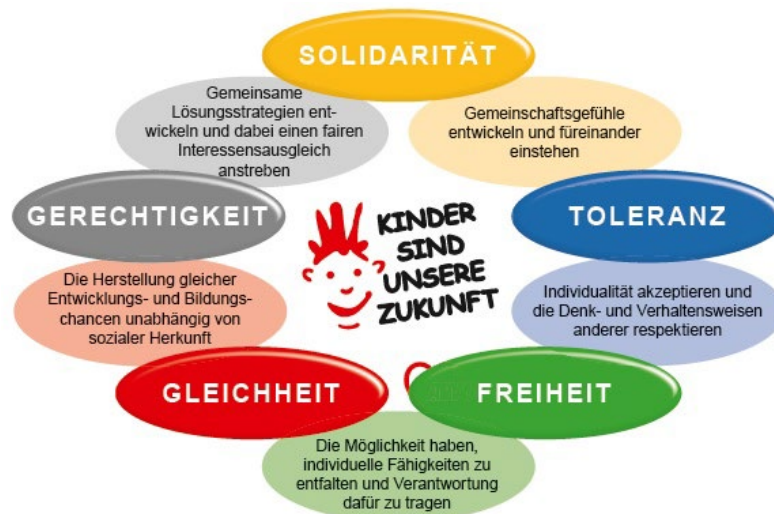 SOLIDARITÄT
Gemeinsame
Lösungsstrategien ent-
wickeln und dabei einen fairen
Interessensausgleich
anstreben
Gemeinschaftsgefühle
entwickeln und füreinander
einstehen
GERECHTIGKEIT
KINDER
SIND
UNSERE
ZUKUNFT
TOLERANZ
Die Herstellung gleicher
Entwicklungs- und Bildungs-
chancen unabhängig von
sozialer Herkunft
Individualität akzeptieren und
die Denk- und Verhaltensweisen
anderer respektieren
GLEICHHEIT
FREIHEIT
Die Möglichkeit haben,
individuelle Fähigkeiten zu
entfalten und Verantwortung
dafür zu tragen